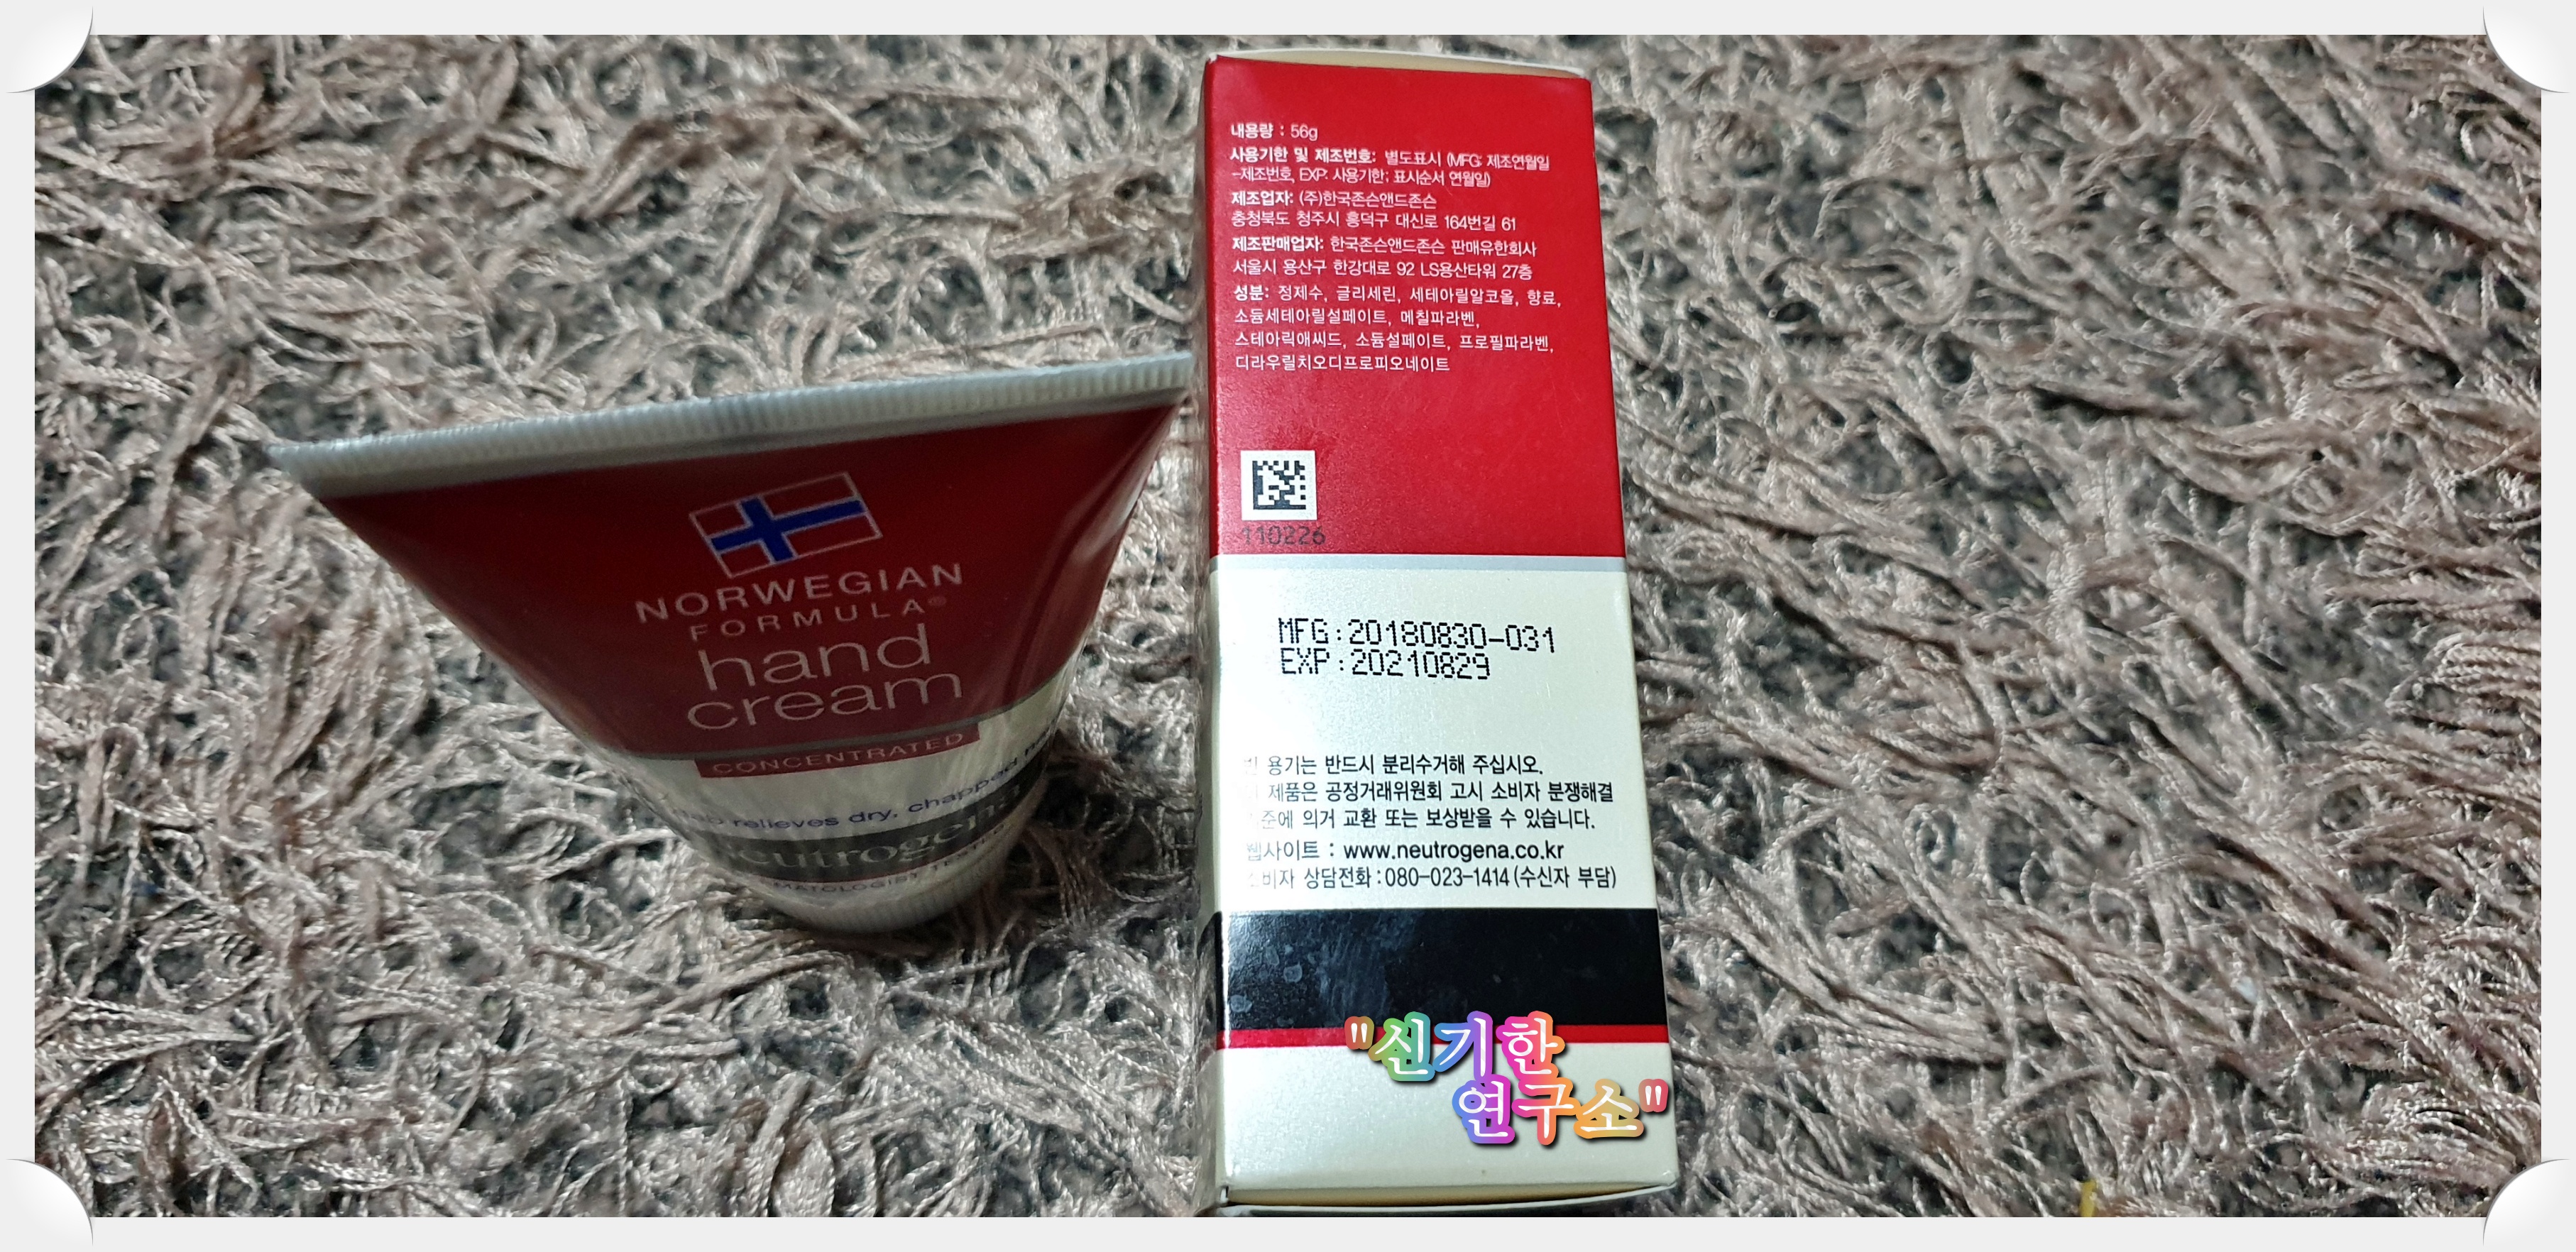 NORWEGIAN
FORMULA®
hand
cream
CONCENTRATED
relieves dry, chapped
neutrogena
내용량 : 56g
사용기한 및 제조번호: 별도표시 (MFG: 제조연월일
-제조번호, EXP: 사용기한; 표시순서 연월일)
제조업자: (주)한국존슨앤드존슨
충청북도 청주시 흥덕구 대신로 164번길 61
제조판매업자: 한국존슨앤드존슨 판매유한회사
서울시 용산구 한강대로 92 LS용산타워 27층
성분: 정제수, 글리세린, 세테아릴알코올, 향료,
소듐세테아릴설페이트, 메칠파라벤,
스테아릭애씨드, 소듐설페이트, 프로필파라벤,
디라우릴치오디프로피오네이트
110226
MFG:20180830-031
EXP:20210829
용기는 반드시 분리수거해 주십시오.
제품은 공정거래위원회 고시 소비자 분쟁해결
준에 의거 교환 또는 보상받을 수 있습니다.
웹사이트 : www.neutrogena.co.kr
비자 상담전화:080-023-1414 (수신자 부담)
"신기한
연구소"